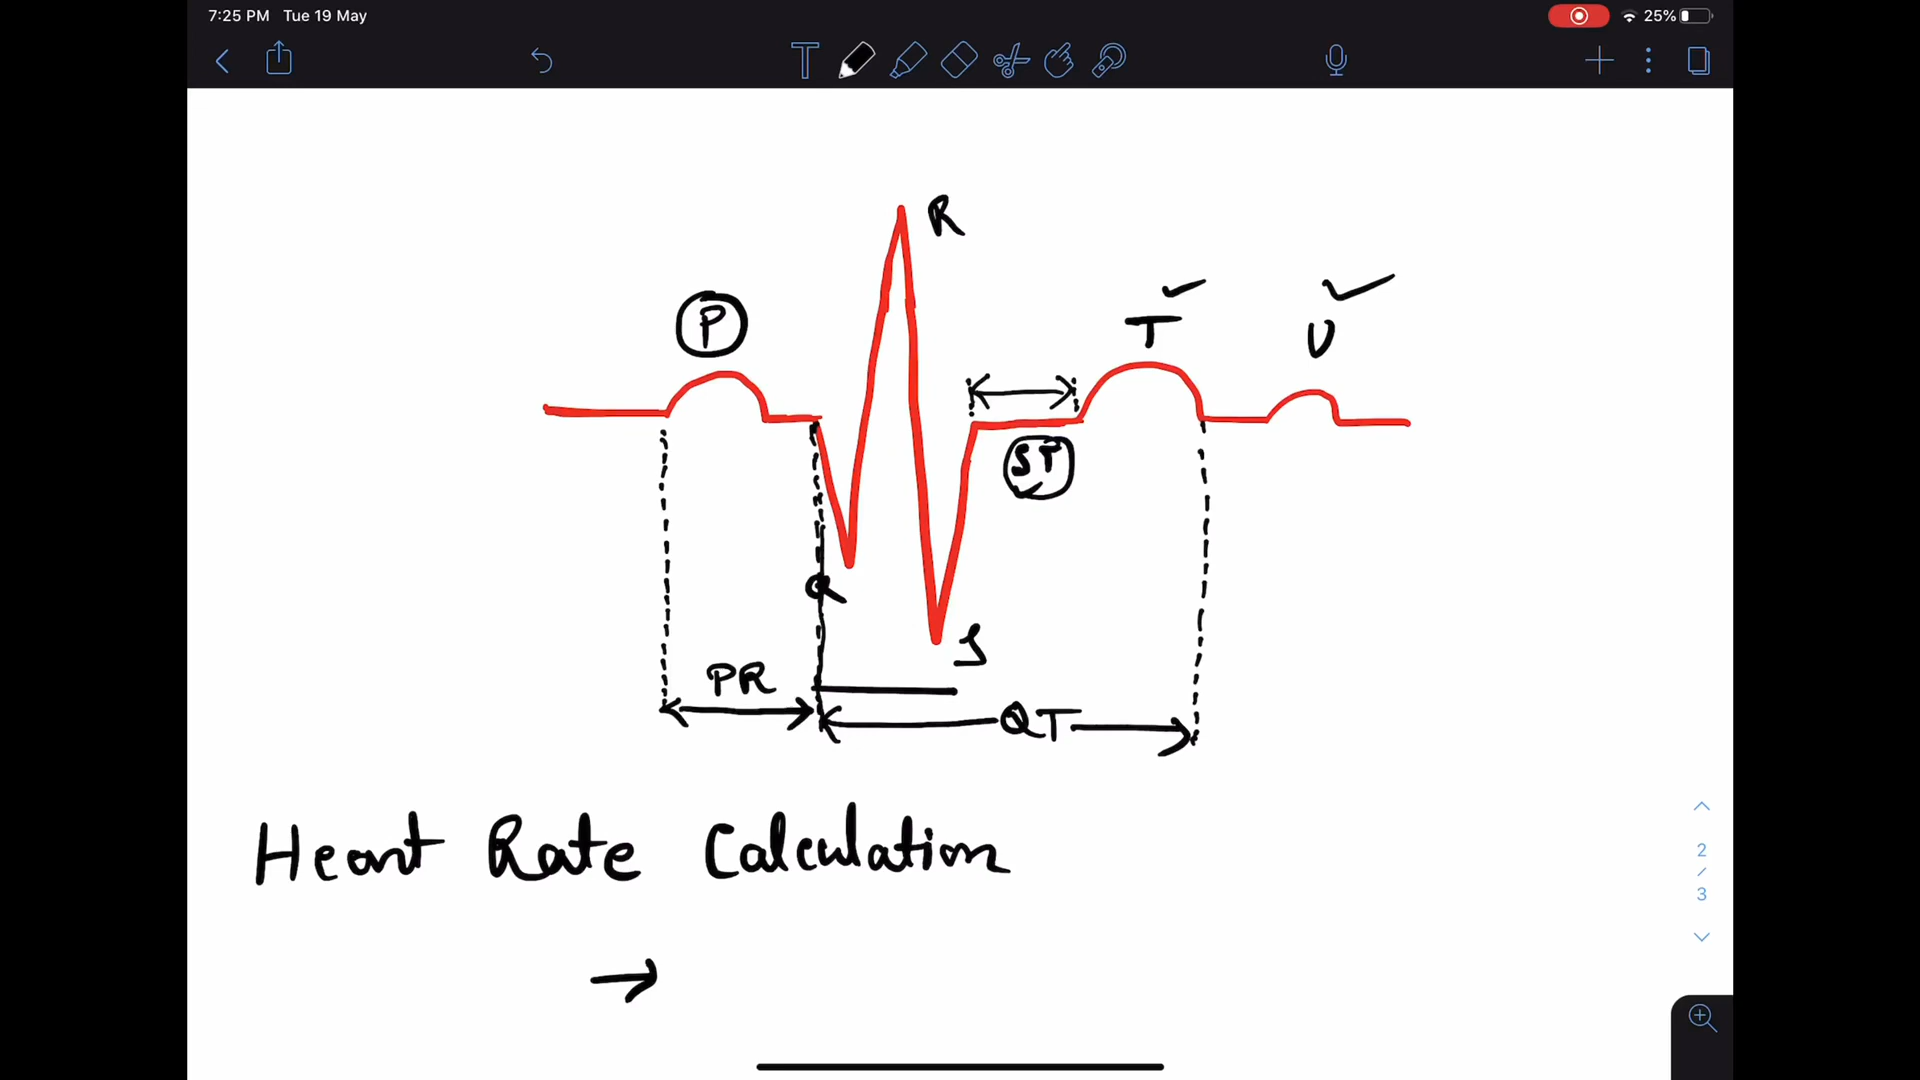 7:25 PM Tue 19 May
25%
T
R
P
T
U
ST
Q
S
PR
QT
Heart Rate Calculation
→
2
/
3